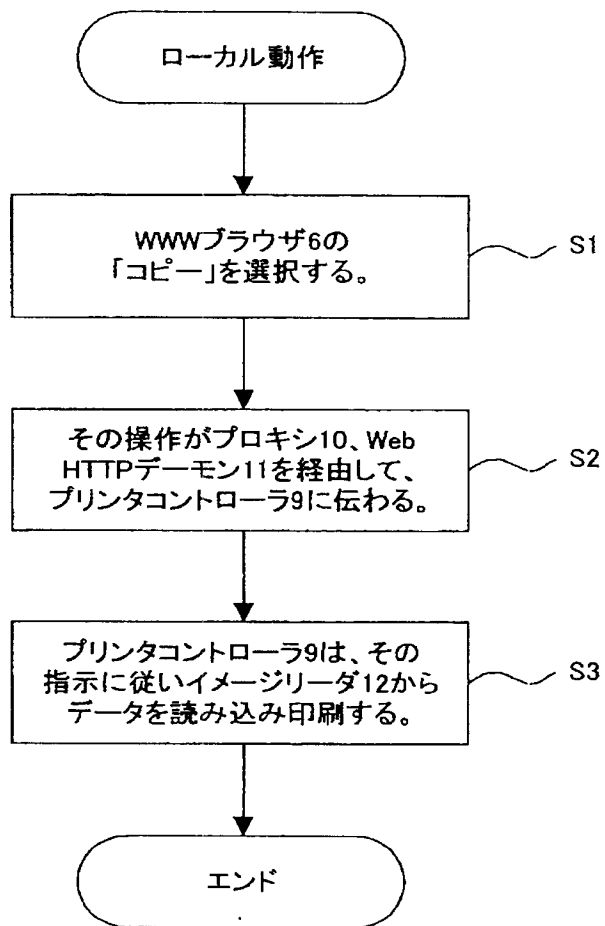 ローカル動作
WWWブラウザ6の
「コピー」を選択する。
S1
その操作がプロキシ10、Web
HTTPデーモン11を経由して、
プリンタコントローラ9に伝わる。
S2
プリンタコントローラ9は、その
指示に従いイメージリーダ12から
データを読み込み印刷する。
S3
エンド